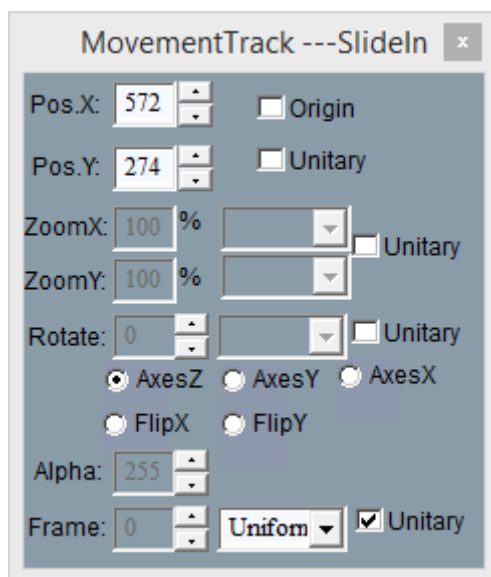 MovementTrack ---SlideIn x
Pos.X: 572 Origin
Pos.Y: 274 Unitary
ZoomX: 100 %
Unitary
ZoomY: 100 %
Rotate: 0 Unitary
AxesZ AxesY AxesX
FlipX FlipY
Alpha: 255
Frame: 0 Uniforn Unitary